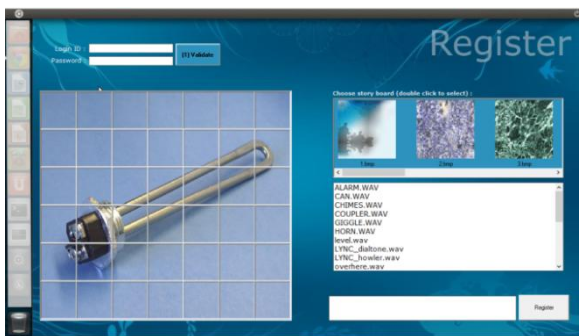 Register
Login ID :
Password :
(1) Validate
Choose story board (double click to select) :
1.bmp
2.bmp
3.bmp
ALARM.WAV
CAN.WAV
CHIMES.WAV
COUPLER.WAV
GIGGLE.WAV
HORN.WAV
level.wav
LYNC_dialtone.wav
LYNC_howler.wav
overhere.wav
Register